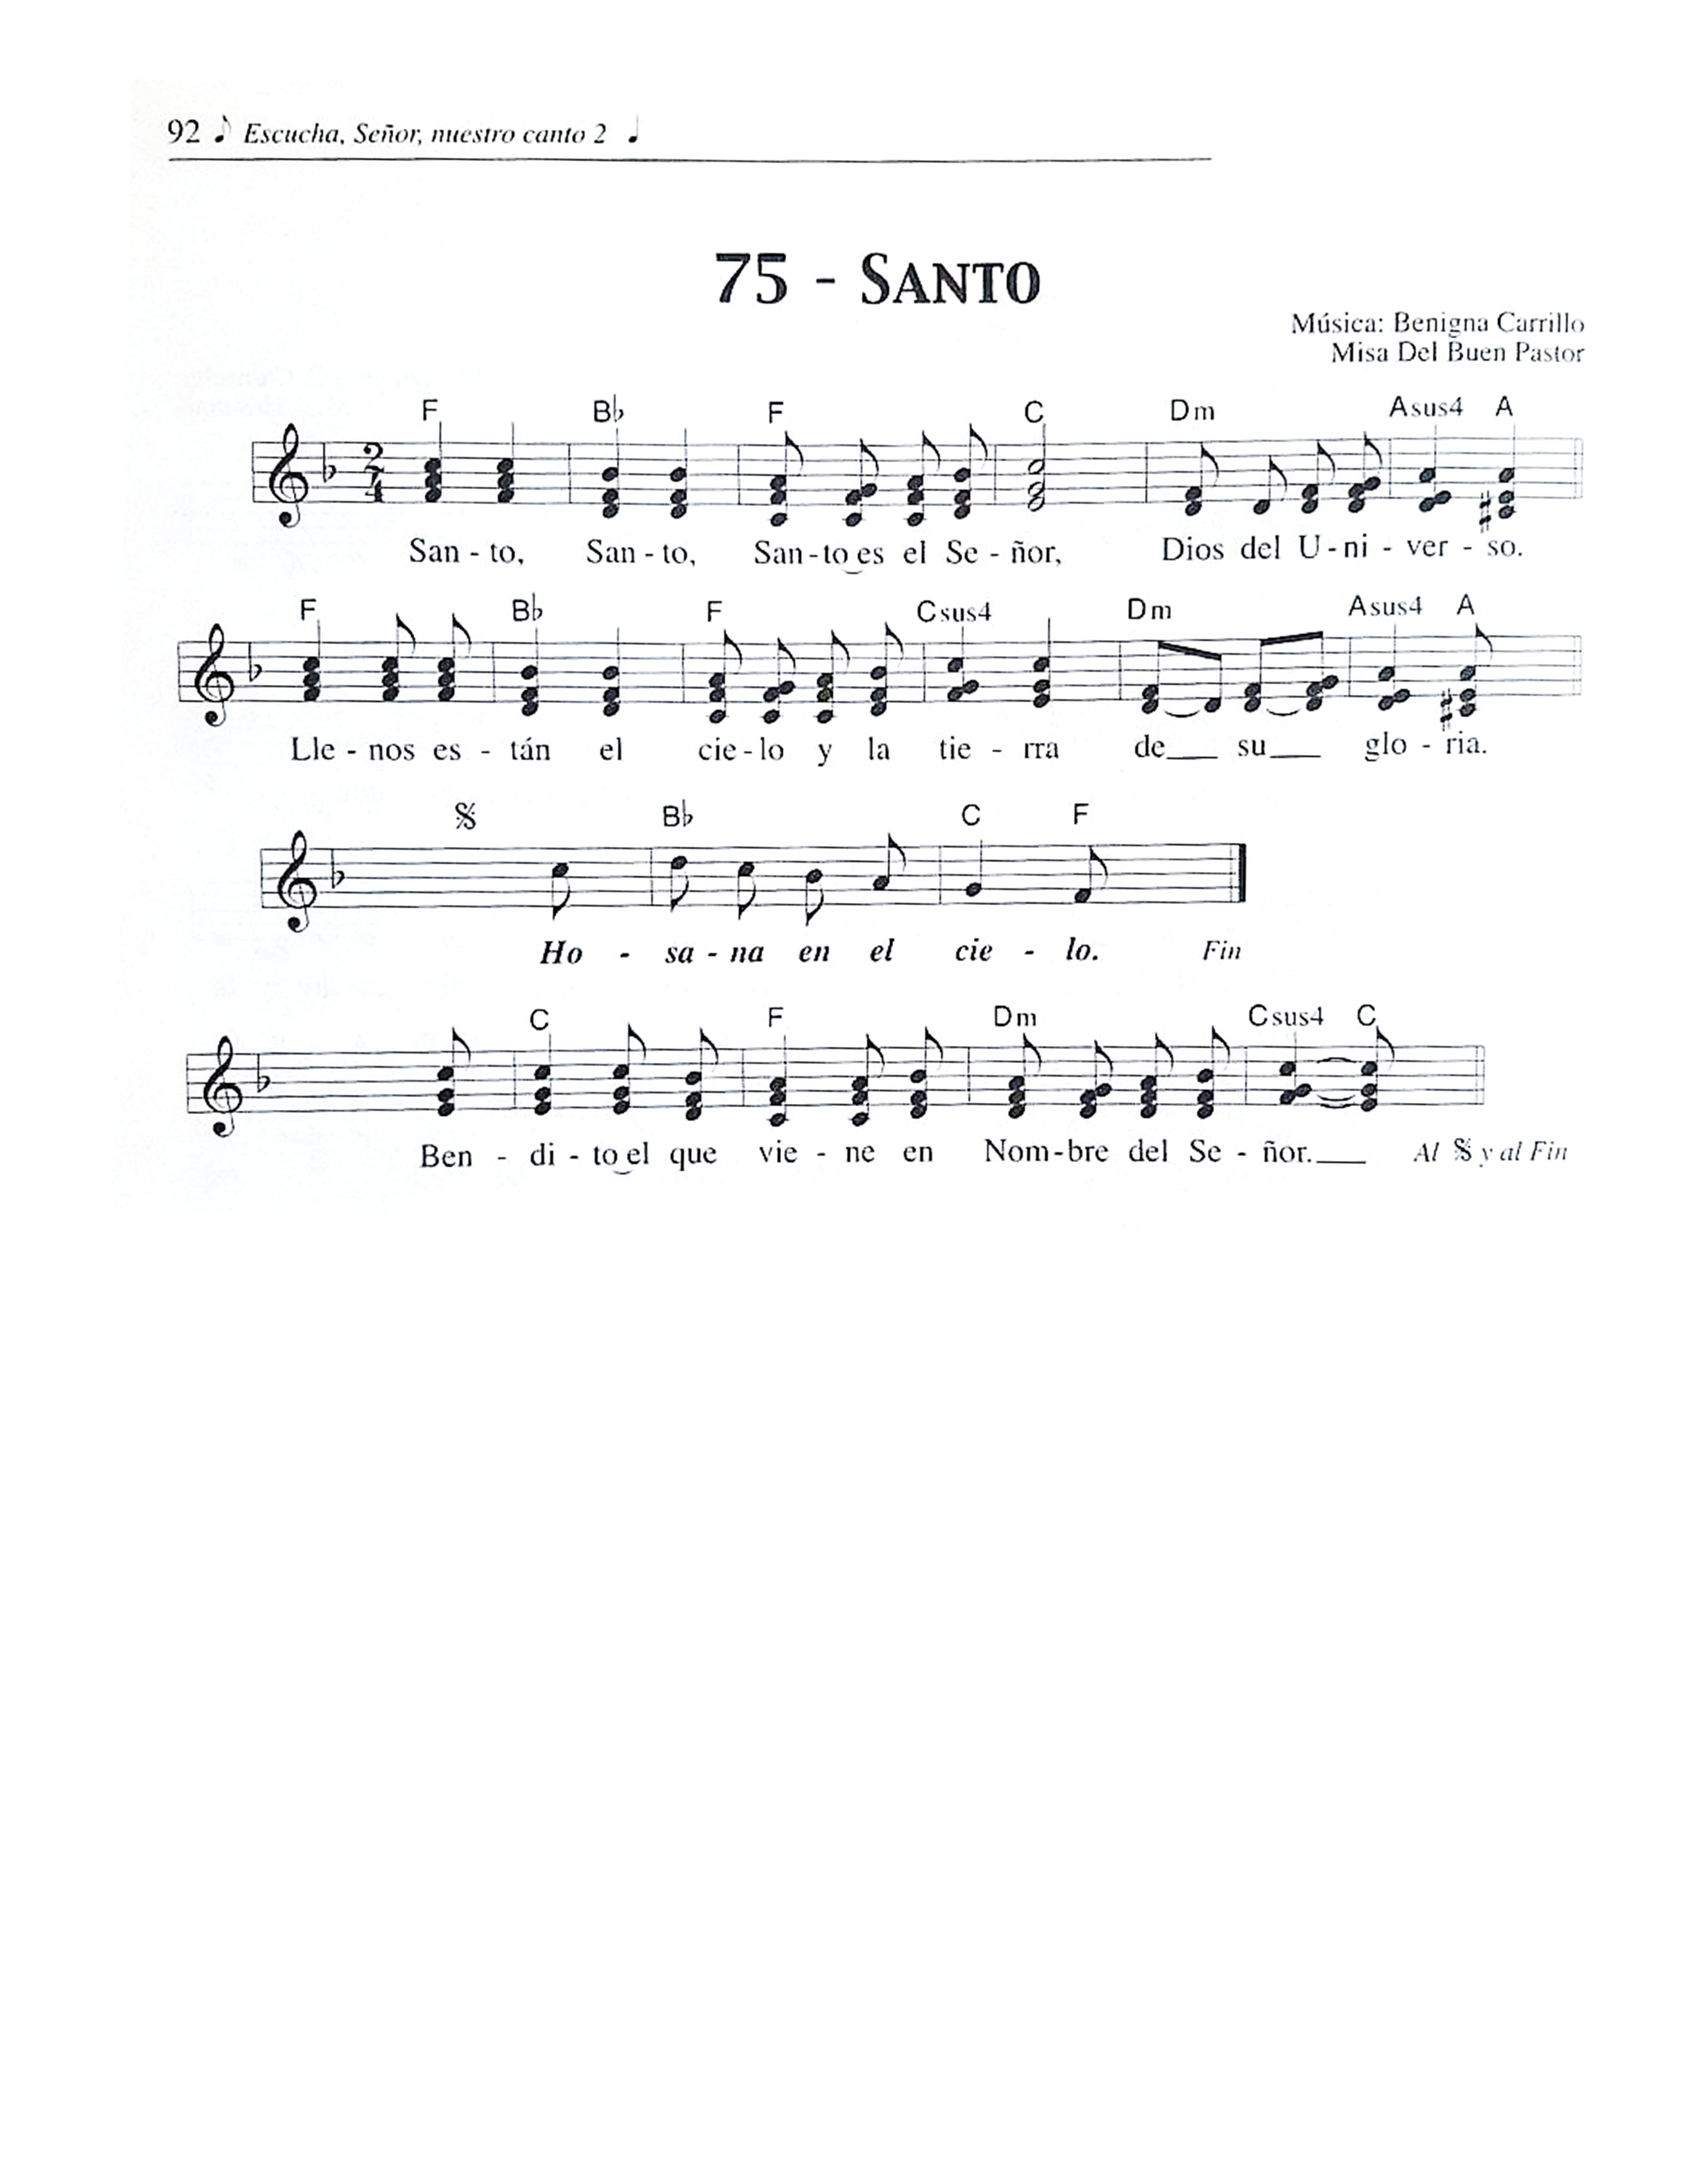 92 ♪ Escucha, Señor, nuestro canto 2 ♩
75 - SANTO
Música: Benigna Carrillo
Misa Del Buen Pastor
F B♭ F C Dm Asus4 A
2
4
San - to, San - to, San - to es el Se - ñor, Dios del U - ni - ver - so.
F B♭ F Csus4 Dm Asus4 A
Lle - nos es - tán el cie - lo y la tie - rra de___ su___ glo - ria.
𝄋 B♭ C F
Ho - sa - na en el cie - lo. Fin
C F Dm Csus4 C
Ben - di - to el que vie - ne en Nom - bre del Se - ñor.___ Al 𝄋 y al Fin